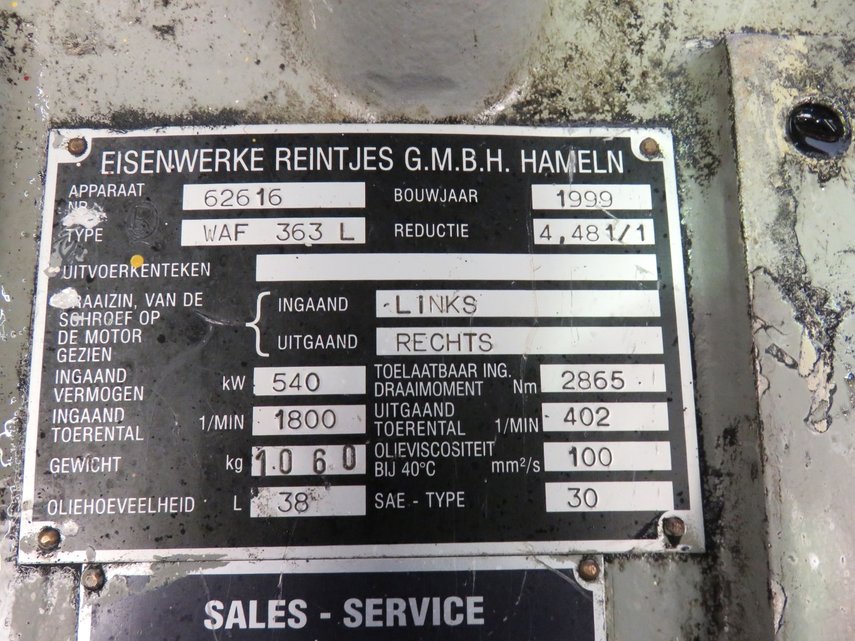 EISENWERKE REINTJES G.M.B.H. HAMELN
APPARAAT NR. 62616 BOUWJAAR 1999
TYPE WAF 363 L REDUCTIE 4,481/1
UITVOERKENTEKEN
DRAAIZIN, VAN DE SCHROEF OP DE MOTOR GEZIEN
INGAAND LINKS
UITGAAND RECHTS
INGAAND VERMOGEN kW 540 TOELAATBAAR ING. DRAAIMOMENT Nm 2865
INGAAND TOERENTAL 1/MIN 1800 UITGAAND TOERENTAL 1/MIN 402
GEWICHT kg 1060 OLIEVISCOSITEIT BIJ 40°C mm²/s 100
OLIEHOEVEELHEID L 38 SAE - TYPE 30
SALES - SERVICE